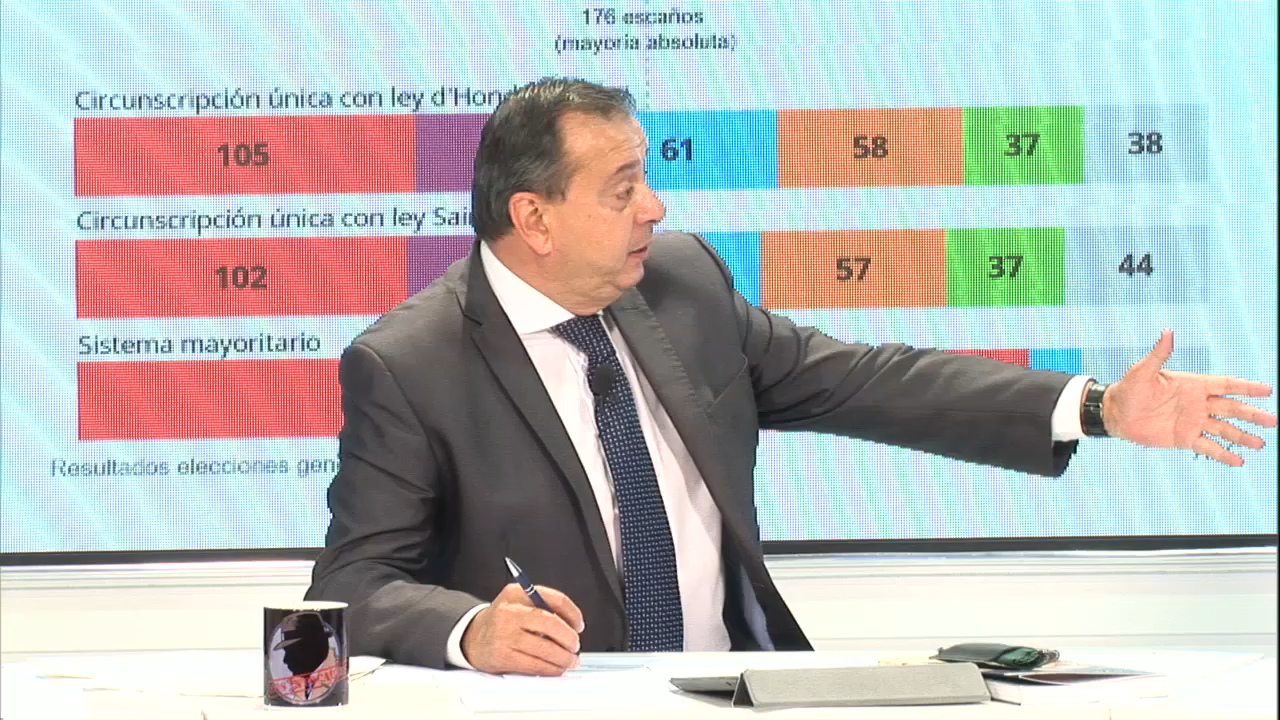 176 escaños
(mayoría absoluta)
Circunscripción única con ley d'Hon
105 61 58 37 38
Circunscripción única con ley Sai
102 57 37 44
Sistema mayoritario
Resultados elecciones gen